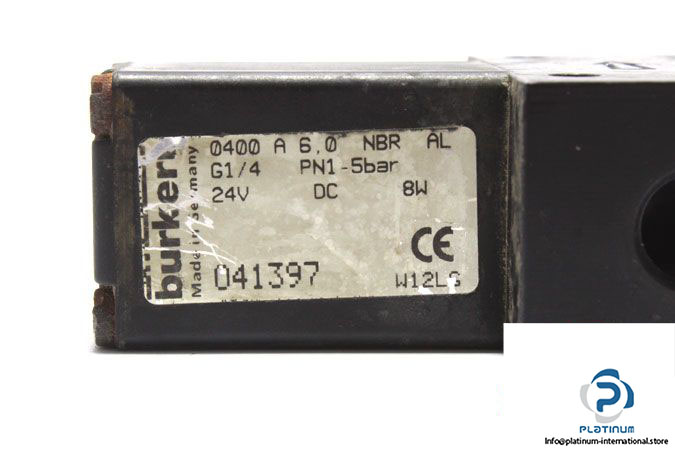 0400 A 6,0 NBR AL
G1/4 PN1-5bar
24V DC 8W
burkert
Made in Germany
CE
041397 W12LG
PLATINUM
Info@platinum-international.store